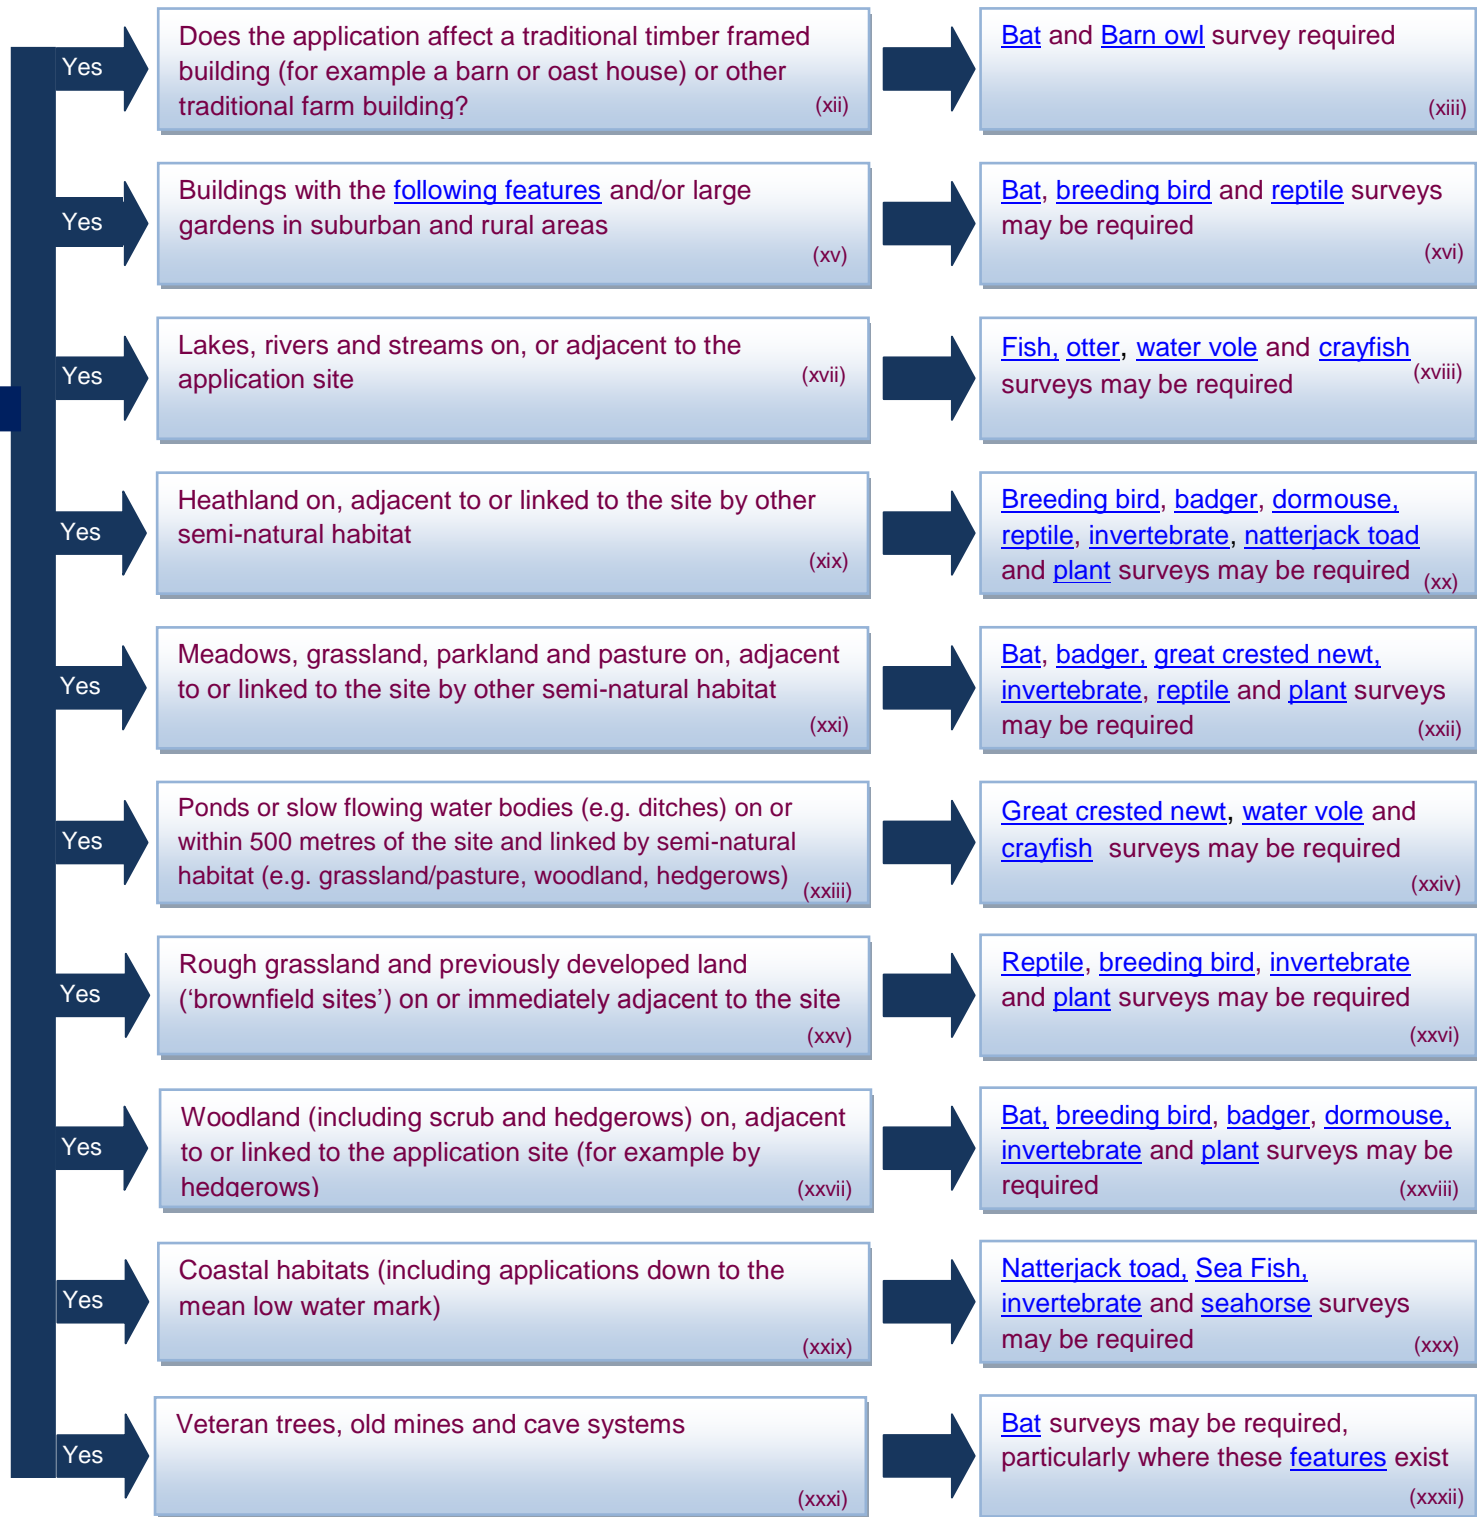 Yes
Does the application affect a traditional timber framed
building (for example a barn or oast house) or other
traditional farm building?
(xii)
Bat and Barn owl survey required
(xiii)
Yes
Buildings with the following features and/or large
gardens in suburban and rural areas
(xv)
Bat, breeding bird and reptile surveys
may be required
(xvi)
Yes
Lakes, rivers and streams on, or adjacent to the
application site
(xvii)
Fish, otter, water vole and crayfish
surveys may be required
(xviii)
Yes
Heathland on, adjacent to or linked to the site by other
semi-natural habitat
(xix)
Breeding bird, badger, dormouse,
reptile, invertebrate, natterjack toad
and plant surveys may be required
(xx)
Yes
Meadows, grassland, parkland and pasture on, adjacent
to or linked to the site by other semi-natural habitat
(xxi)
Bat, badger, great crested newt,
invertebrate, reptile and plant surveys
may be required
(xxii)
Yes
Ponds or slow flowing water bodies (e.g. ditches) on or
within 500 metres of the site and linked by semi-natural
habitat (e.g. grassland/pasture, woodland, hedgerows)
(xxiii)
Great crested newt, water vole and
crayfish surveys may be required
(xxiv)
Yes
Rough grassland and previously developed land
(‘brownfield sites’) on or immediately adjacent to the site
(xxv)
Reptile, breeding bird, invertebrate
and plant surveys may be required
(xxvi)
Yes
Woodland (including scrub and hedgerows) on, adjacent
to or linked to the application site (for example by
hedgerows)
(xxvii)
Bat, breeding bird, badger, dormouse,
invertebrate and plant surveys may be
required
(xxviii)
Yes
Coastal habitats (including applications down to the
mean low water mark)
(xxix)
Natterjack toad, Sea Fish,
invertebrate and seahorse surveys
may be required
(xxx)
Yes
Veteran trees, old mines and cave systems
(xxxi)
Bat surveys may be required,
particularly where these features exist
(xxxii)